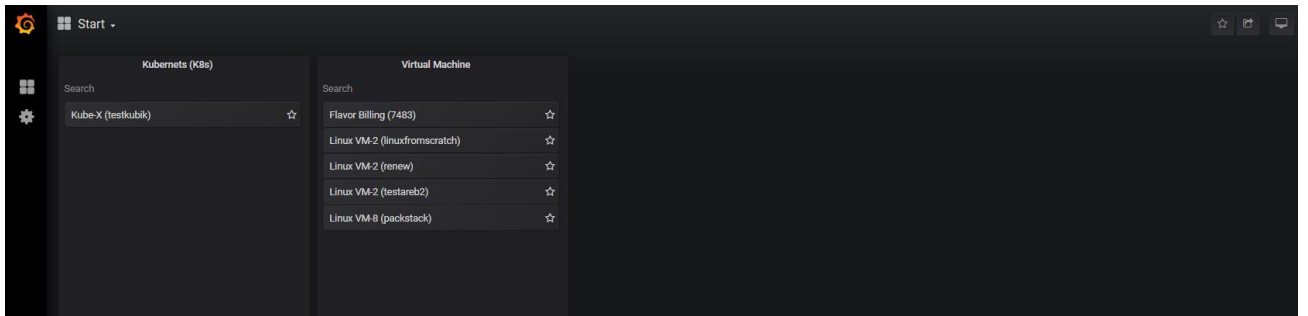 Start
Kubernets (K8s)
Search
Kube-X (testkubik)
Virtual Machine
Search
Flavor Billing (7483)
Linux VM-2 (linuxfromscratch)
Linux VM-2 (renew)
Linux VM-2 (testareb2)
Linux VM-8 (packstack)